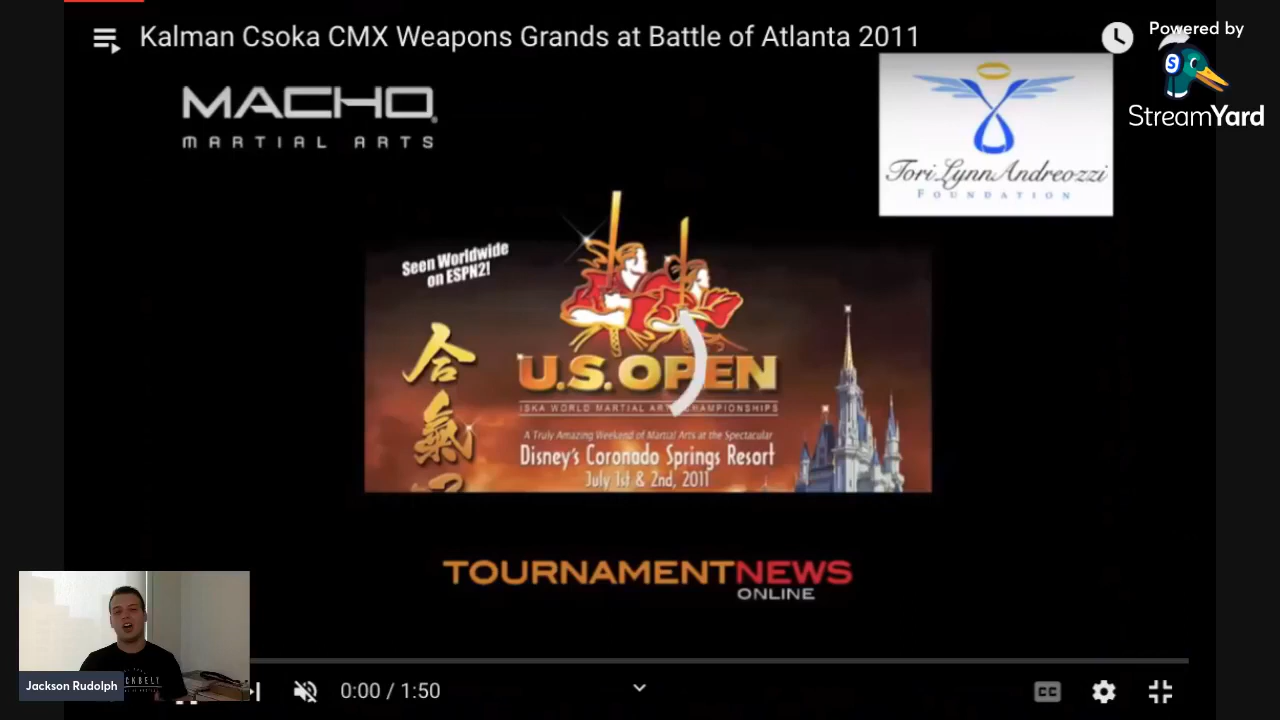 Kalman Csoka CMX Weapons Grands at Battle of Atlanta 2011
Powered by
StreamYard
MACHO
MARTIAL ARTS
Tori Lynn Andreozzi
FOUNDATION
Seen Worldwide
on ESPN2!
合
氣
U.S. OPEN
ISKA WORLD MARTIAL ARTS CHAMPIONSHIPS
A Truly Amazing Weekend of Martial Arts at the Spectacular
Disney's Coronado Springs Resort
July 1st & 2nd, 2011
TOURNAMENTNEWS
ONLINE
Jackson Rudolph
0:00 / 1:50
CC